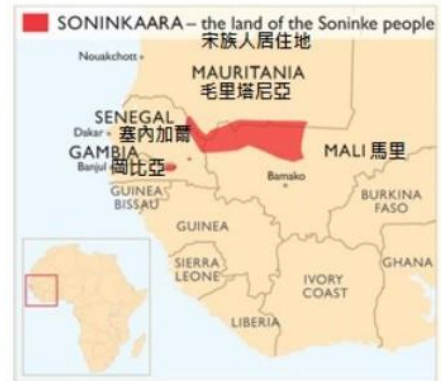 SONINKAARA – the land of the Soninke people
宋族人居住地
Nouakchott
MAURITANIA
毛里塔尼亞
SENEGAL
Dakar 塞內加爾
GAMBIA
Banjul 岡比亞
MALI 馬里
Bamako
GUINEA
BISSAU
BURKINA
FASO
GUINEA
GHANA
SIERRA
LEONE
IVORY
COAST
LIBERIA